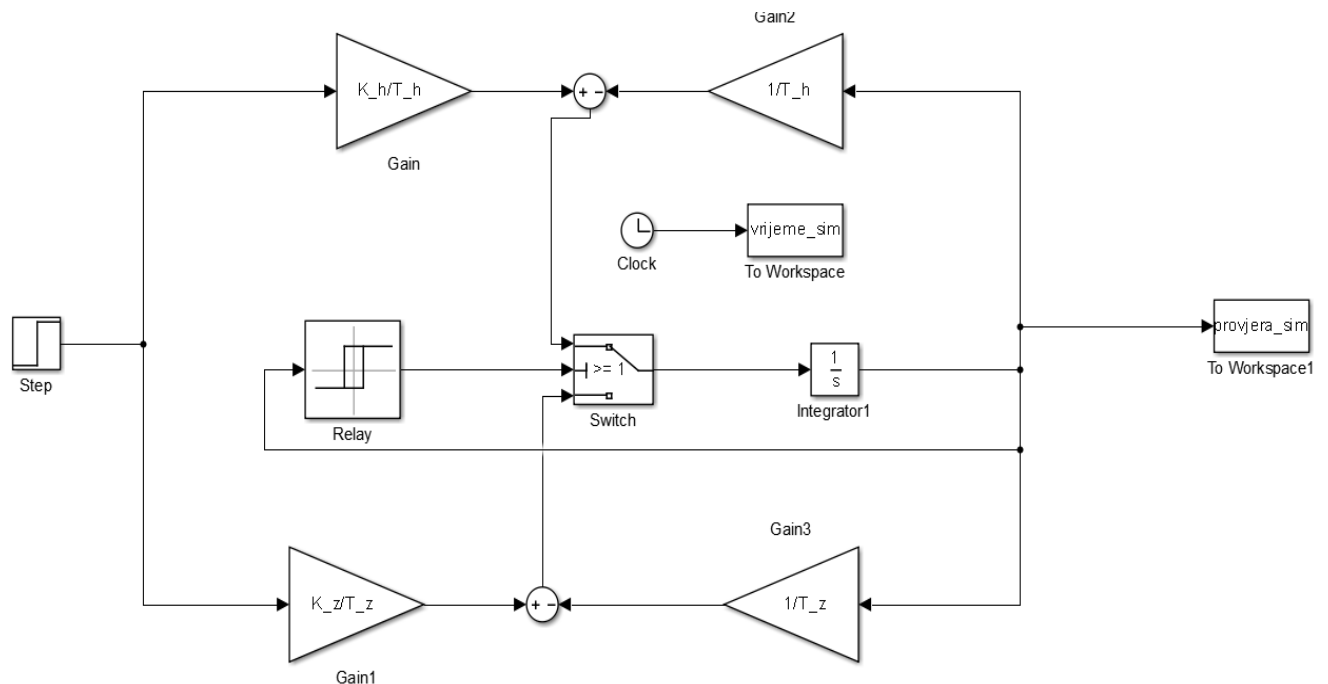 Gain2
K_h/T_h
+ -
1/T_h
Gain
vrijeme_sim
Clock
To Workspace
provjera_sim
To Workspace1
Step
Relay
>= 1
Switch
1
s
Integrator1
Gain3
K_z/T_z
+ -
1/T_z
Gain1